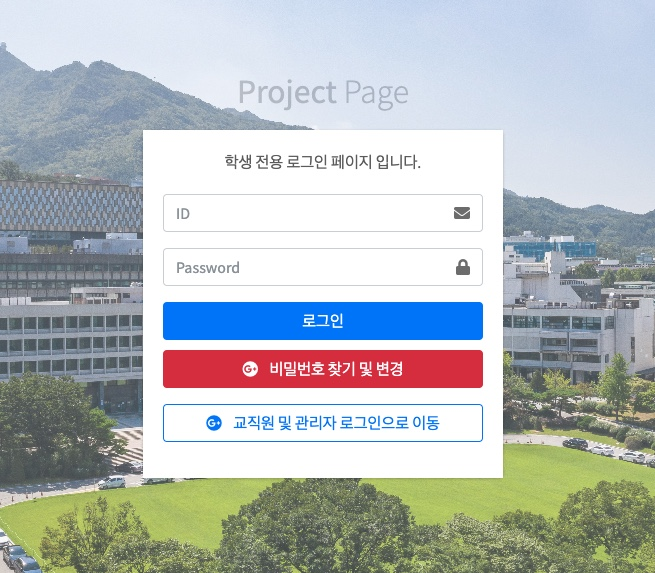 Project Page
학생 전용 로그인 페이지 입니다.
ID
Password
로그인
G+ 비밀번호 찾기 및 변경
G+ 교직원 및 관리자 로그인으로 이동